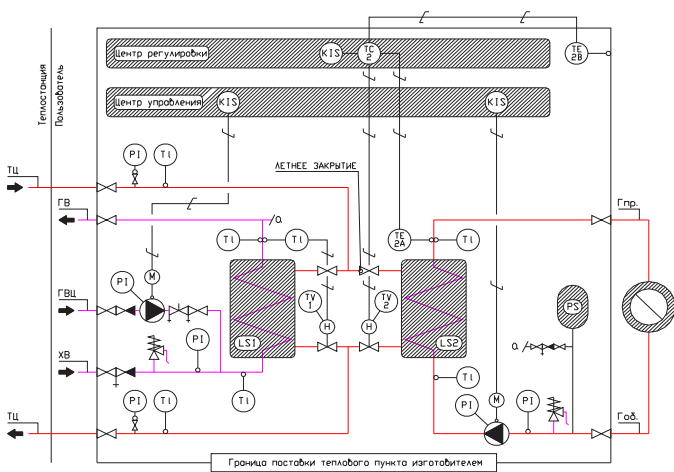 Теплостанция
Пользователь
Центр регулировки
KIS
TC
2
TE
2B
Центр управления
KIS
KIS
ТЦ
PI
TI
ЛЕТНЕЕ ЗАКРЫТИЕ
ГВ
a
TI
TI
TE
2A
TI
Гпр.
M
PI
ГВЦ
TV
1
TV
2
PS
H
H
PI
LS1
LS2
a
ХВ
TI
TI
M
ТЦ
PI
TI
PI
PI
Гоб.
Граница поставки теплового пункта изготовителем